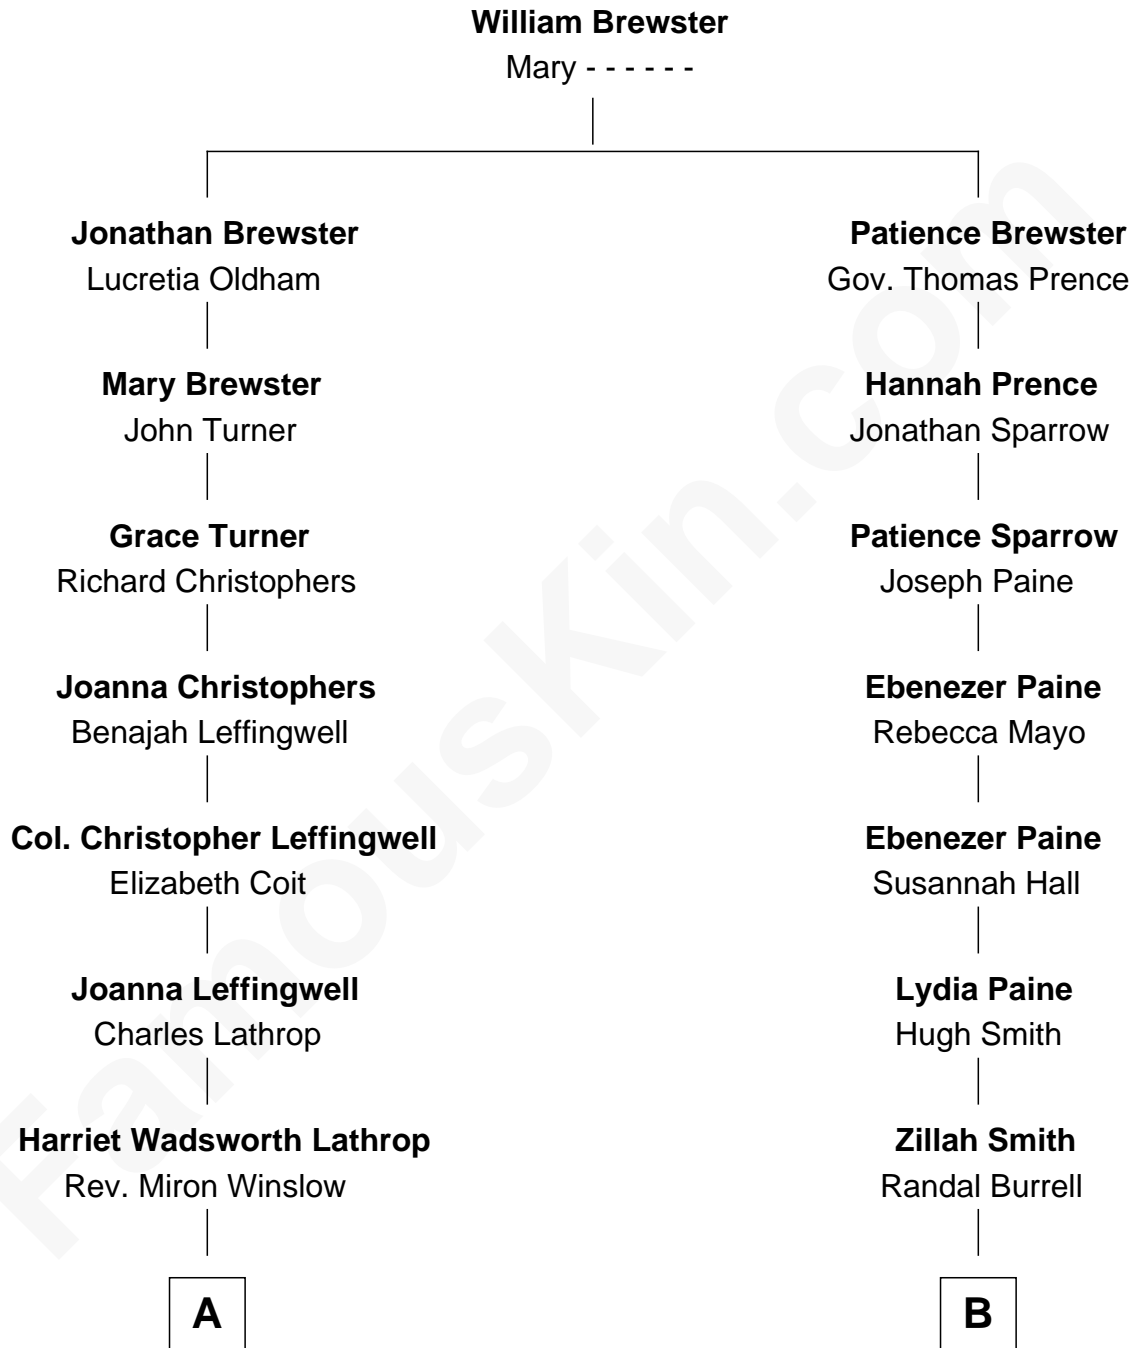 William Brewster
Mary - - - - - -
Jonathan Brewster
Lucretia Oldham
Patience Brewster
Gov. Thomas Prence
Mary Brewster
John Turner
Hannah Prence
Jonathan Sparrow
Grace Turner
Richard Christophers
Patience Sparrow
Joseph Paine
Joanna Christophers
Benajah Leffingwell
Ebenezer Paine
Rebecca Mayo
Col. Christopher Leffingwell
Elizabeth Coit
Ebenezer Paine
Susannah Hall
Joanna Leffingwell
Charles Lathrop
Lydia Paine
Hugh Smith
Harriet Wadsworth Lathrop
Rev. Miron Winslow
Zillah Smith
Randal Burrell
A
B
FamousKin.com